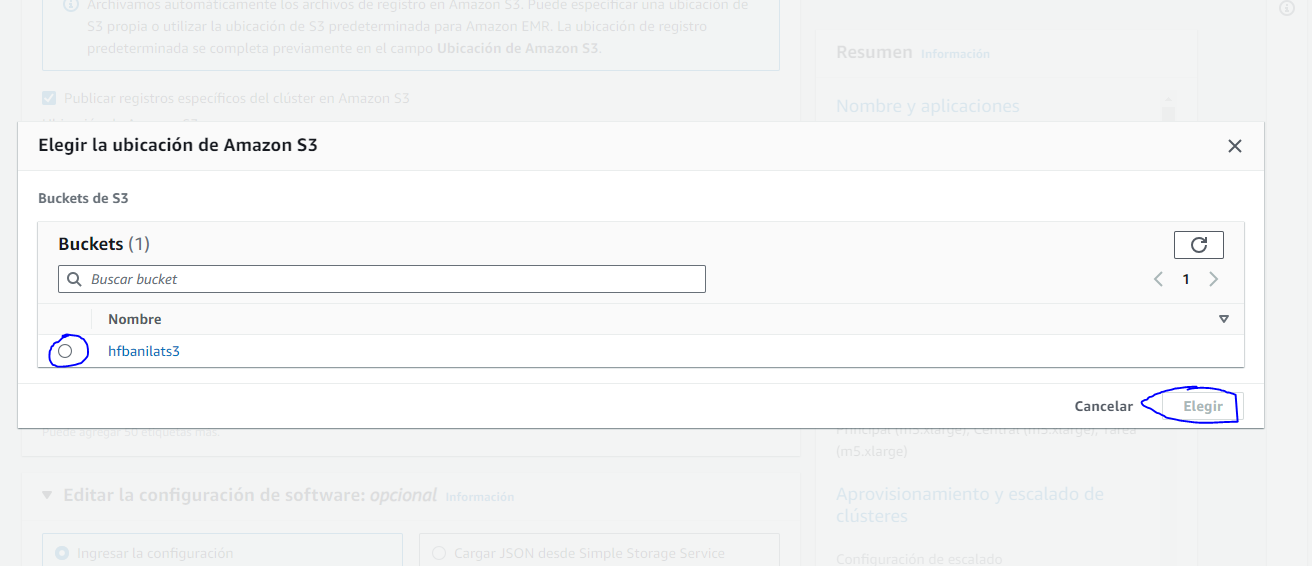 Archivamos automáticamente los archivos de registro en Amazon S3. Puede especificar una ubicación de
S3 propia o utilizar la ubicación de S3 predeterminada para Amazon EMR. La ubicación de registro
predeterminada se completa previamente en el campo Ubicación de Amazon S3.
Resumen Información
Publicar registros específicos del clúster en Amazon S3
Nombre y aplicaciones
Elegir la ubicación de Amazon S3
Buckets de S3
Buckets (1)
Buscar bucket
1
Nombre
hfbanilats3
Cancelar
Elegir
Puede agregar 50 etiquetas más.
Principal (m5.xlarge), Central (m5.xlarge), Tarea
(m5.xlarge)
Editar la configuración de software: opcional Información
Aprovisionamiento y escalado de
clústeres
Ingresar la configuración
Cargar JSON desde Simple Storage Service
Configuración de escalado